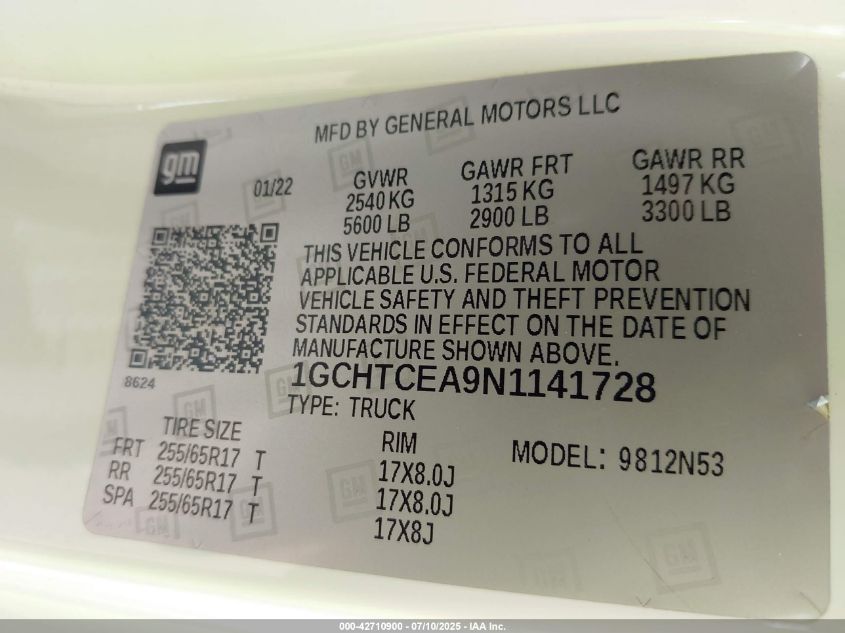 MFD BY GENERAL MOTORS LLC
gm
01/22
GVWR GAWR FRT GAWR RR
2540 KG 1315 KG 1497 KG
5600 LB 2900 LB 3300 LB
THIS VEHICLE CONFORMS TO ALL
APPLICABLE U.S. FEDERAL MOTOR
VEHICLE SAFETY AND THEFT PREVENTION
STANDARDS IN EFFECT ON THE DATE OF
MANUFACTURE SHOWN ABOVE.
8624
1GCHTCEA9N1141728
TYPE: TRUCK
TIRE SIZE RIM MODEL: 9812N53
FRT 255/65R17 T 17X8.0J
RR 255/65R17 T 17X8.0J
SPA 255/65R17 T 17X8J
000-42710900 - 07/10/2025 - IAA Inc.